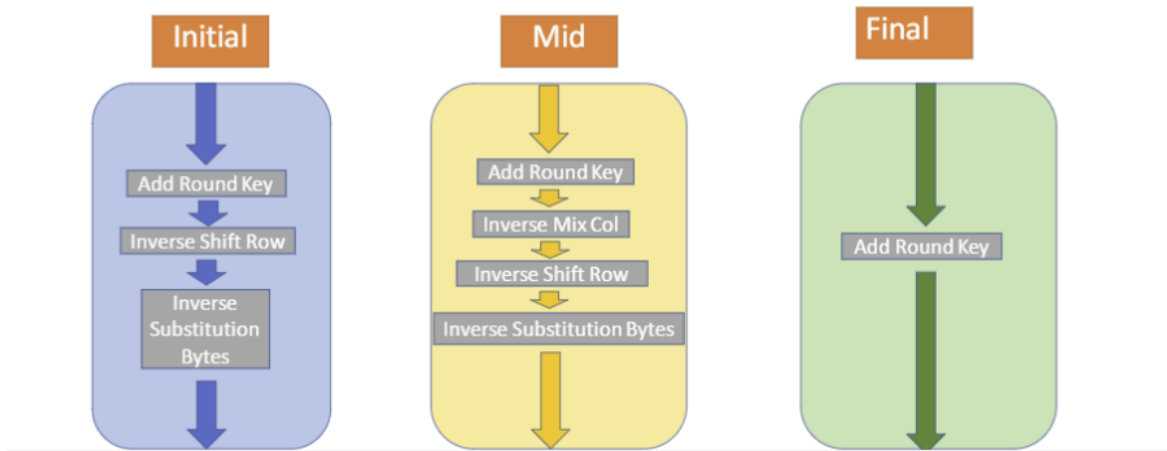 Initial
Add Round Key
Inverse Shift Row
Inverse
Substitution
Bytes
Mid
Add Round Key
Inverse Mix Col
Inverse Shift Row
Inverse Substitution Bytes
Final
Add Round Key